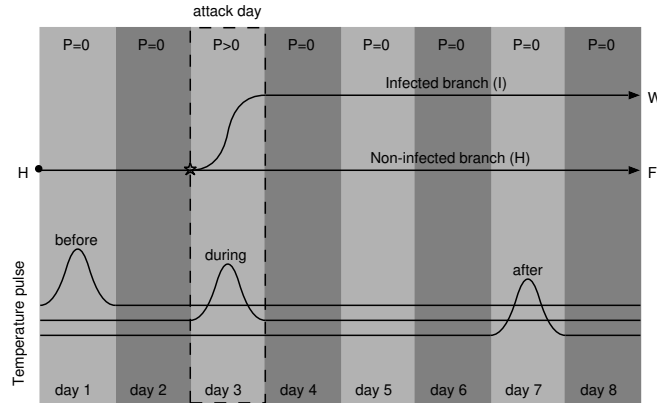 attack day
P=0 P=0 P>0 P=0 P=0 P=0 P=0 P=0
Infected branch (I)
W
H
Non-infected branch (H)
F
before
during
after
Temperature pulse
day 1 day 2 day 3 day 4 day 5 day 6 day 7 day 8